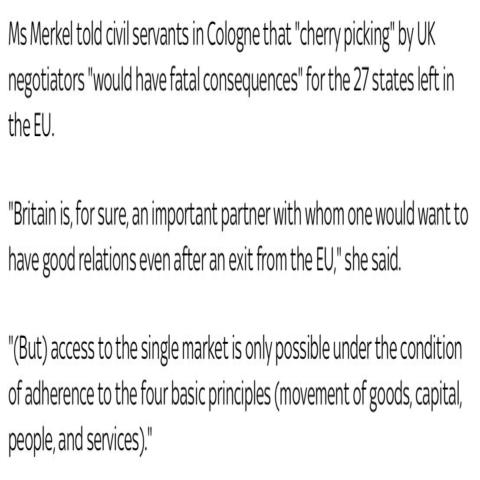 Ms Merkel told civil servants in Cologne that "cherry picking" by UK
negotiators "would have fatal consequences" for the 27 states left in
the EU.
"Britain is, for sure, an important partner with whom one would want to
have good relations even after an exit from the EU," she said.
"(But) access to the single market is only possible under the condition
of adherence to the four basic principles (movement of goods, capital,
people, and services)."